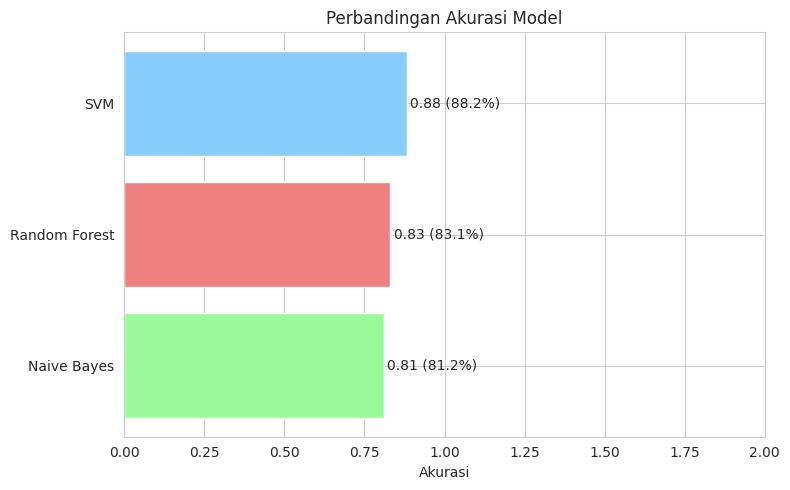 Perbandingan Akurasi Model
SVM
0.88 (88.2%)
Random Forest
0.83 (83.1%)
Naive Bayes
0.81 (81.2%)
0.00 0.25 0.50 0.75 1.00 1.25 1.50 1.75 2.00
Akurasi